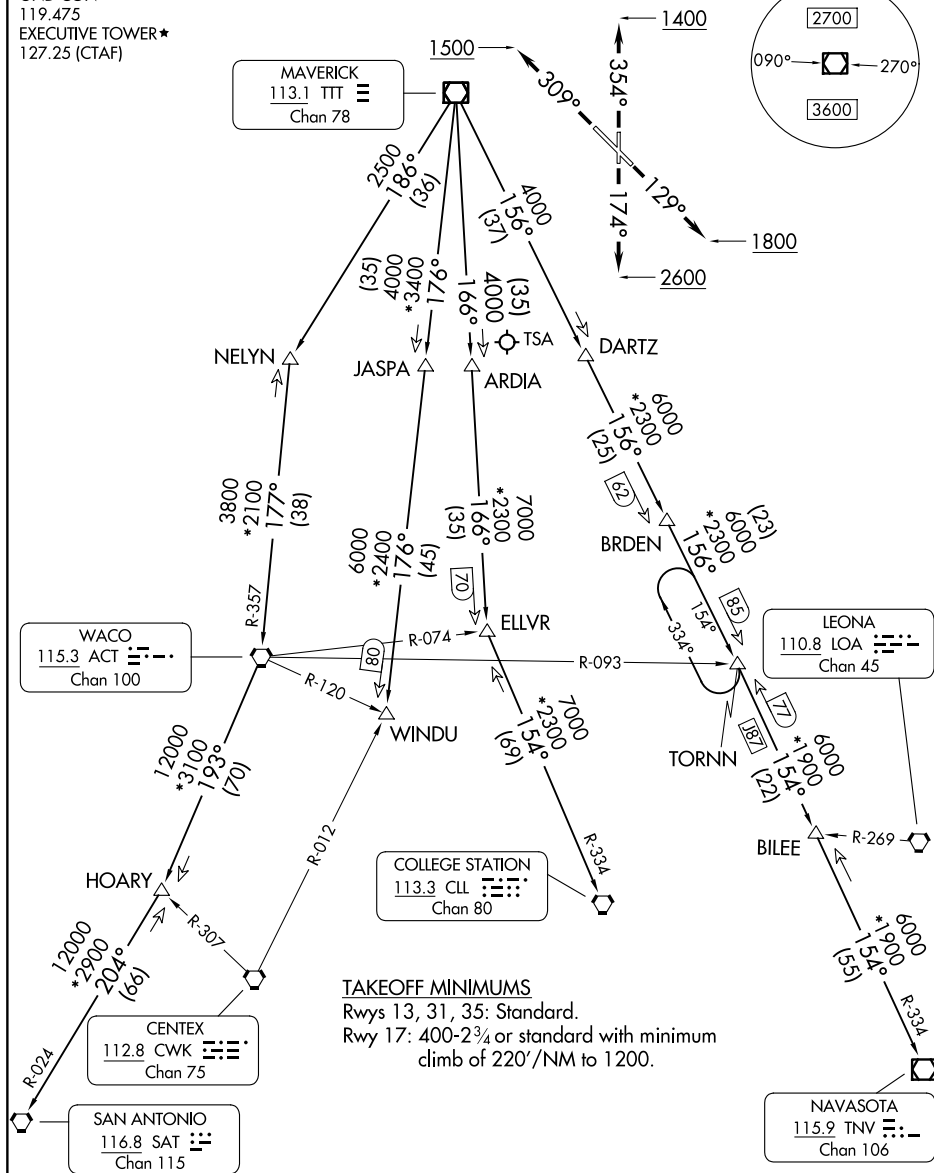 119.475
EXECUTIVE TOWER★
127.25 (CTAF)
1400
1500
354°
309°
129°
174°
1800
2600
2700
090°
270°
3600
MAVERICK
113.1 TTT
Chan 78
2500
186°
(36)
(35)
4000
*3400
176°
(35)
4000
166°
4000
156°
(37)
TSA
NELYN
JASPA
ARDIA
DARTZ
3800
*2100
177°
(38)
6000
*2400
176°
(45)
7000
*2300
166°
(35)
6000
*2300
156°
(25)
62
BRDEN
(23)
6000
*2300
156°
85
154°
334°
70
ELLVR
R-357
WACO
115.3 ACT
Chan 100
R-074
R-093
R-120
80
WINDU
TORNN
77
J87
LEONA
110.8 LOA
Chan 45
6000
*1900
154°
(22)
BILEE
R-269
7000
*2300
154°
(69)
R-334
12000
*3100
193°
(70)
R-012
HOARY
R-307
COLLEGE STATION
113.3 CLL
Chan 80
12000
*2900
204°
(66)
R-024
CENTEX
112.8 CWK
Chan 75
6000
*1900
154°
(55)
R-334
TAKEOFF MINIMUMS
Rwys 13, 31, 35: Standard.
Rwy 17: 400-2¾ or standard with minimum
climb of 220'/NM to 1200.
SAN ANTONIO
116.8 SAT
Chan 115
NAVASOTA
115.9 TNV
Chan 106